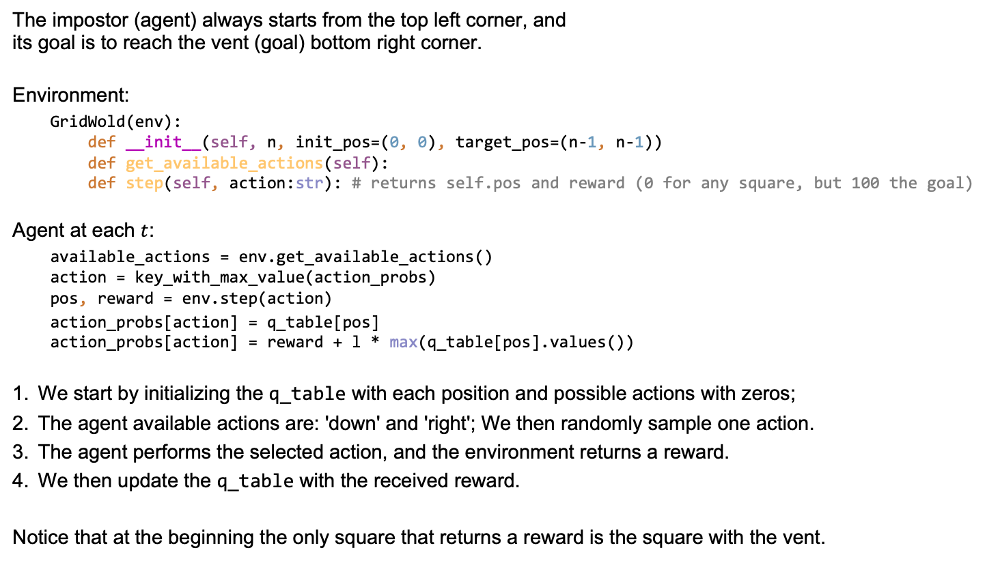 The impostor (agent) always starts from the top left corner, and
its goal is to reach the vent (goal) bottom right corner.
Environment:
GridWold(env):
def __init__(self, n, init_pos=(0, 0), target_pos=(n-1, n-1))
def get_available_actions(self):
def step(self, action:str): # returns self.pos and reward (0 for any square, but 100 the goal)
Agent at each t:
available_actions = env.get_available_actions()
action = key_with_max_value(action_probs)
pos, reward = env.step(action)
action_probs[action] = q_table[pos]
action_probs[action] = reward + l * max(q_table[pos].values())
1. We start by initializing the q_table with each position and possible actions with zeros;
2. The agent available actions are: 'down' and 'right'; We then randomly sample one action.
3. The agent performs the selected action, and the environment returns a reward.
4. We then update the q_table with the received reward.
Notice that at the beginning the only square that returns a reward is the square with the vent.